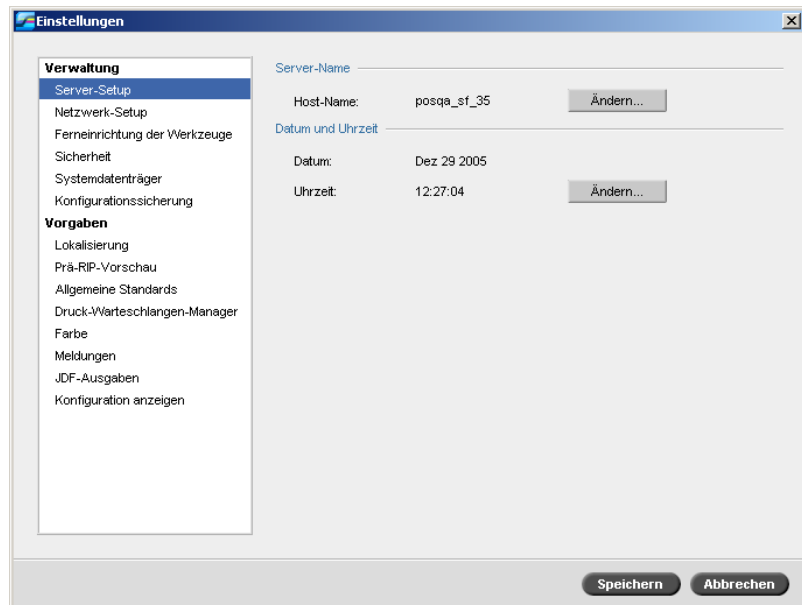 Einstellungen
Verwaltung
Server-Setup
Netzwerk-Setup
Ferneinrichtung der Werkzeuge
Sicherheit
Systemdatenträger
Konfigurationssicherung
Vorgaben
Lokalisierung
Prä-RIP-Vorschau
Allgemeine Standards
Druck-Warteschlangen-Manager
Farbe
Meldungen
JDF-Ausgaben
Konfiguration anzeigen
Server-Name
Host-Name: posqa_sf_35 Ändern...
Datum und Uhrzeit
Datum: Dez 29 2005
Uhrzeit: 12:27:04 Ändern...
Speichern Abbrechen